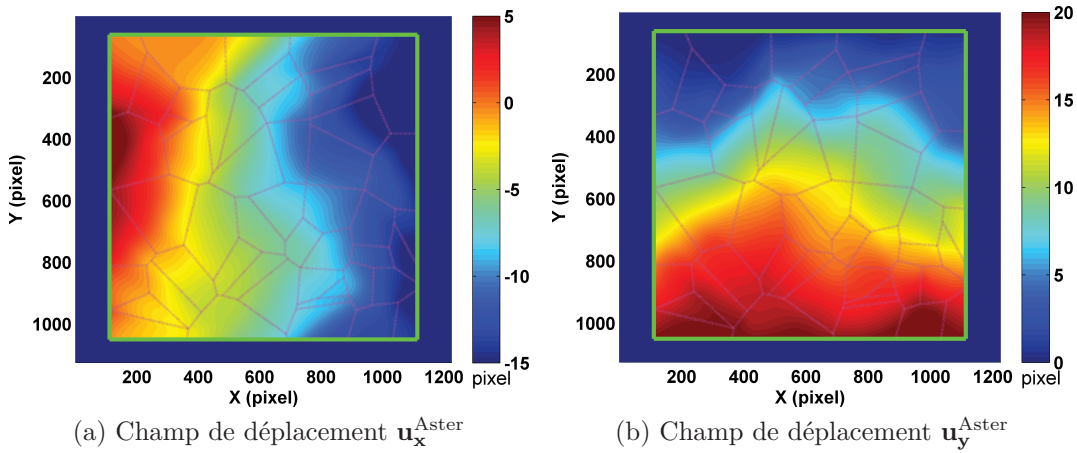 5
0
-5
-10
-15
pixel
200
400
600
800
1000
Y (pixel)
200 400 600 800 1000 1200
X (pixel)
(a) Champ de déplacement u_x^Aster
20
15
10
5
0
pixel
200
400
600
800
1000
Y (pixel)
200 400 600 800 1000 1200
X (pixel)
(b) Champ de déplacement u_y^Aster